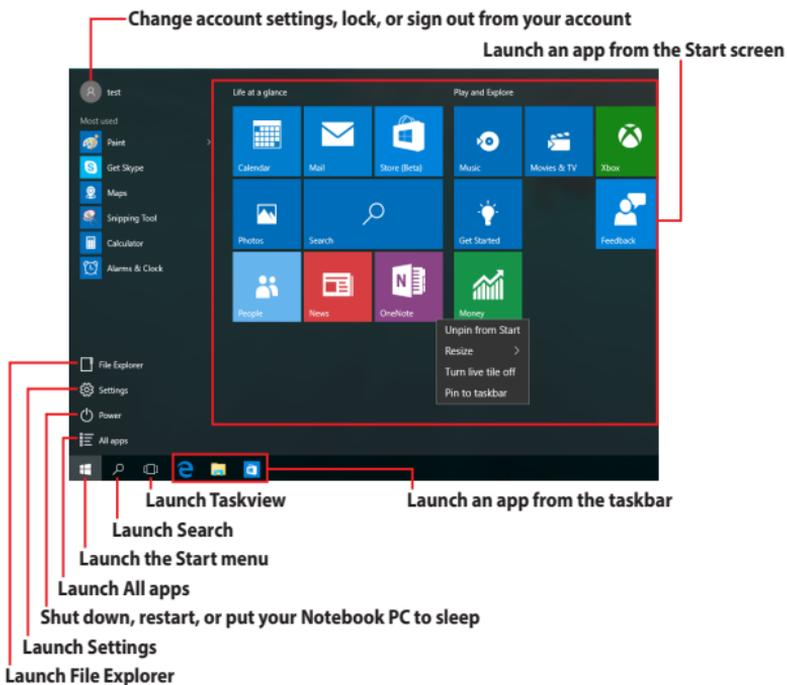 Change account settings, lock, or sign out from your account
Launch an app from the Start screen
test
Life at a glance
Play and Explore
Most used
Paint
Get Skype
Maps
Snipping Tool
Calculator
Alarms & Clock
Calendar
Mail
Store (Beta)
Music
Movies & TV
Xbox
Photos
Search
Get Started
Feedback
People
News
OneNote
Money
Unpin from Start
Resize
Turn live tile off
Pin to taskbar
File Explorer
Settings
Power
All apps
Launch Taskview
Launch an app from the taskbar
Launch Search
Launch the Start menu
Launch All apps
Shut down, restart, or put your Notebook PC to sleep
Launch Settings
Launch File Explorer